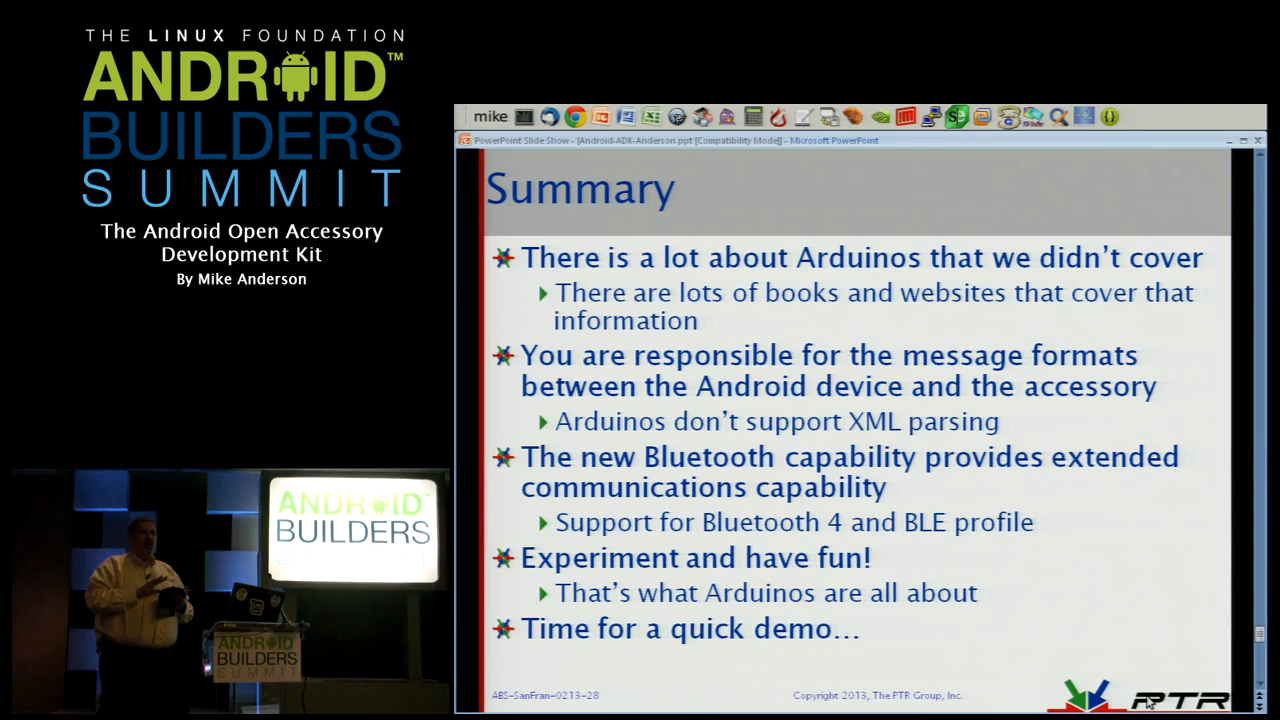 THE LINUX FOUNDATION
ANDROID™
BUILDERS
SUMMIT
The Android Open Accessory
Development Kit
By Mike Anderson
mike
PowerPoint Slide Show - [Android-ADK-Anderson.ppt [Compatibility Mode]] - Microsoft PowerPoint
Summary
There is a lot about Arduinos that we didn't cover
There are lots of books and websites that cover that
information
You are responsible for the message formats
between the Android device and the accessory
Arduinos don't support XML parsing
The new Bluetooth capability provides extended
communications capability
Support for Bluetooth 4 and BLE profile
Experiment and have fun!
That's what Arduinos are all about
Time for a quick demo...
ABS-SanFran-0213-28
Copyright 2013, The PTR Group, Inc.
PTR
ANDROID™
BUILDERS
ANDROID
BUILDERS
SUMMIT